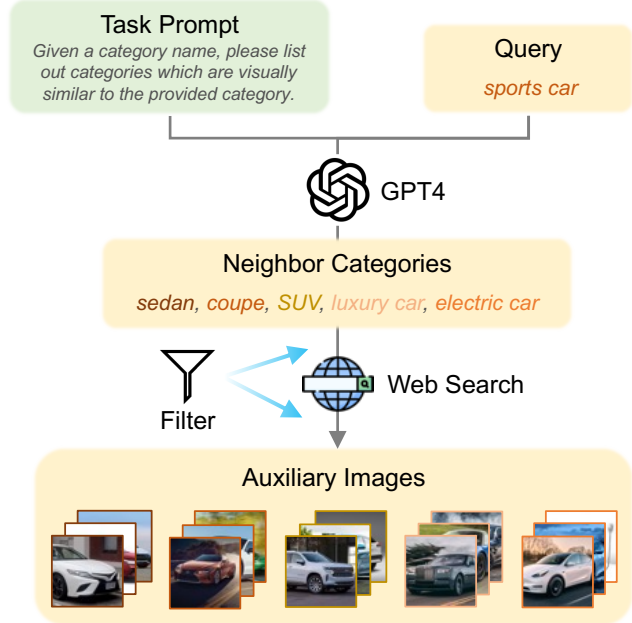 Task Prompt
Given a category name, please list
out categories which are visually
similar to the provided category.
Query
sports car
GPT4
Neighbor Categories
sedan, coupe, SUV, luxury car, electric car
Filter
Web Search
Auxiliary Images